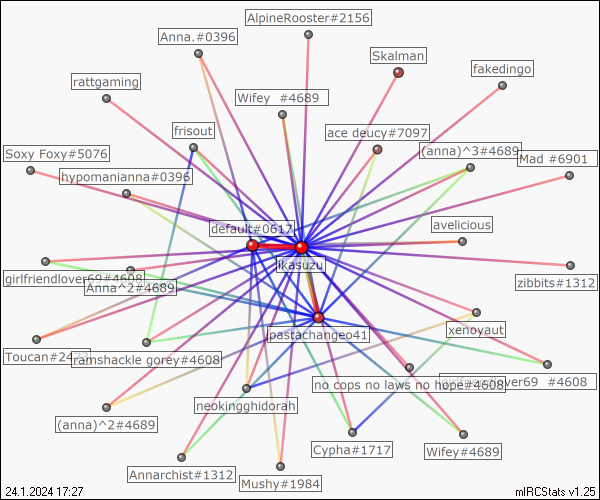 AlpineRooster#2156
Anna.#0396
Skalman
fakedingo
rattgaming
Wifey #4689
frisout
ace deucy#7097
(anna)^3#4689
Soxy Foxy#5076
Mad #6901
hypomanianna#0396
default#0617
avelicious
ikasuzu
girlfriendlover69#4608
zibbits#1312
Anna^2#4689
xenoyaut
pastachangeo41
Toucan#24
ramshackle gorey#4608
no cops no laws no hope#4608
lover69 #4608
neokingghidorah
(anna)^2#4689
Cypha#1717
Wifey#4689
Annarchist#1312
Mushy#1984
24.1.2024 17:27
mIRCStats v1.25